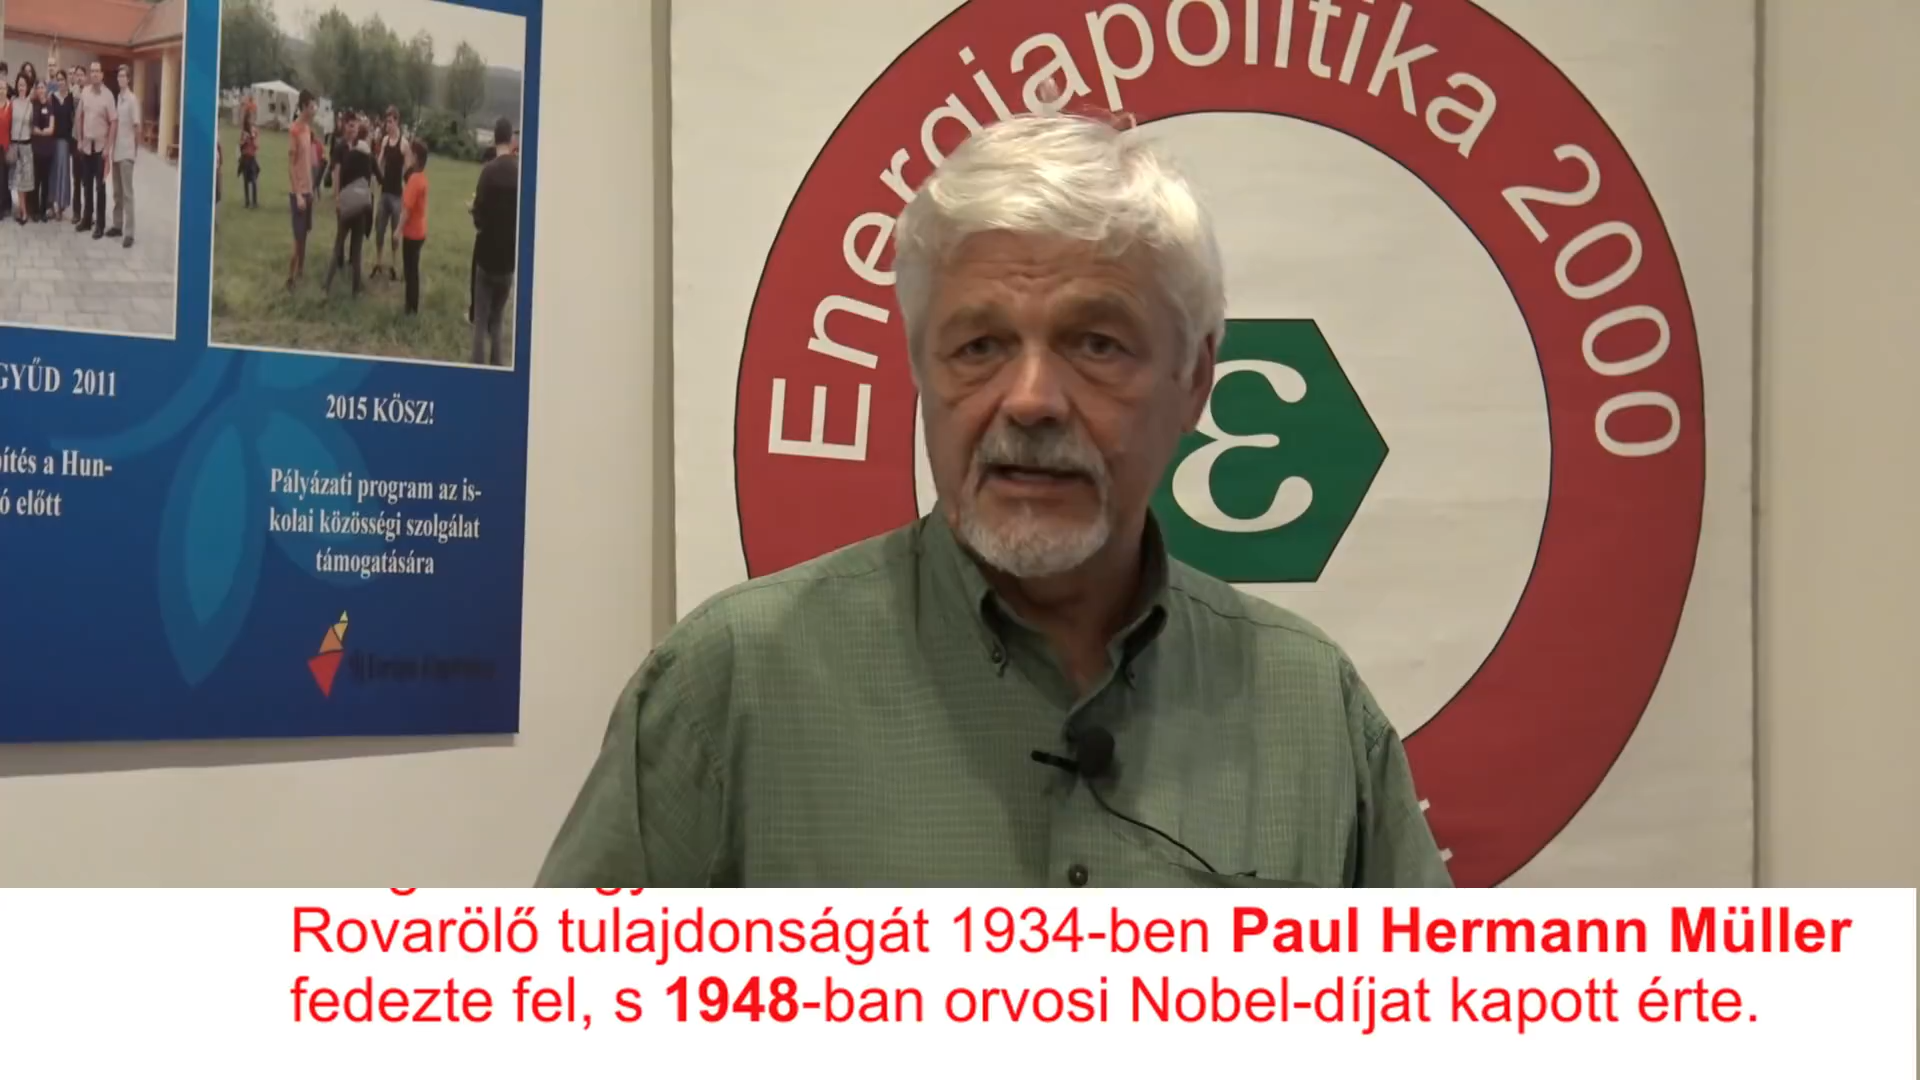 GYŰD 2011
ítés a Hun-
ó előtt
2015 KÖSZ!
Pályázati program az is-
kolai közösségi szolgálat
támogatására
Energiapolitika 2000
ε
Rovarölő tulajdonságát 1934-ben Paul Hermann Müller
fedezte fel, s 1948-ban orvosi Nobel-díjat kapott érte.